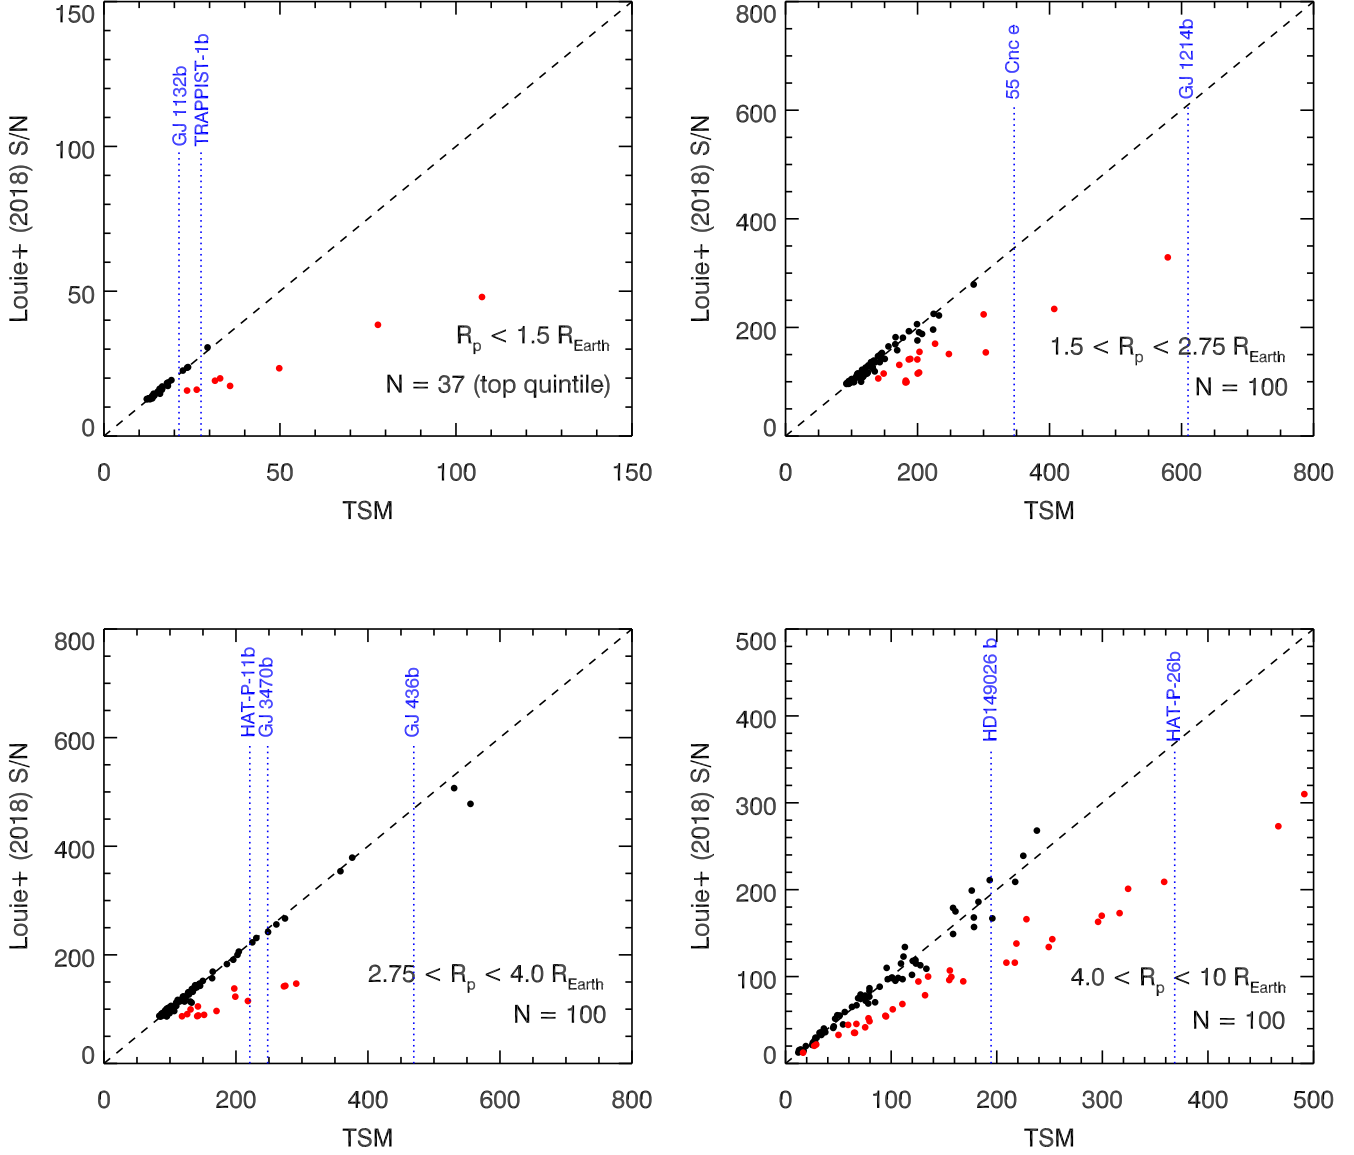 150
100
50
0
Louie+ (2018) S/N
GJ 1132b
TRAPPIST-1b
R_p < 1.5 R_Earth
N = 37 (top quintile)
0 50 100 150
TSM
800
600
400
200
0
Louie+ (2018) S/N
55 Cnc e
GJ 1214b
1.5 < R_p < 2.75 R_Earth
N = 100
0 200 400 600 800
TSM
800
600
400
200
0
Louie+ (2018) S/N
HAT-P-11b
GJ 3470b
GJ 436b
2.75 < R_p < 4.0 R_Earth
N = 100
0 200 400 600 800
TSM
500
400
300
200
100
0
Louie+ (2018) S/N
HD149026 b
HAT-P-26b
4.0 < R_p < 10 R_Earth
N = 100
0 100 200 300 400 500
TSM